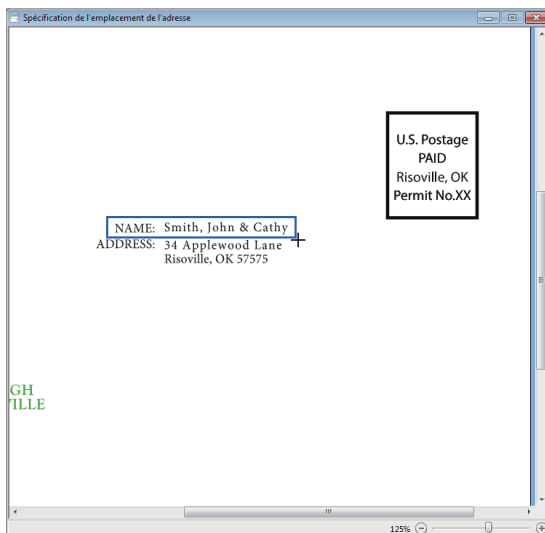 Spécification de l'emplacement de l'adresse
U.S. Postage
PAID
Risoville, OK
Permit No.XX
NAME: Smith, John & Cathy
ADDRESS: 34 Applewood Lane
Risoville, OK 57575
GH
VILLE
125%